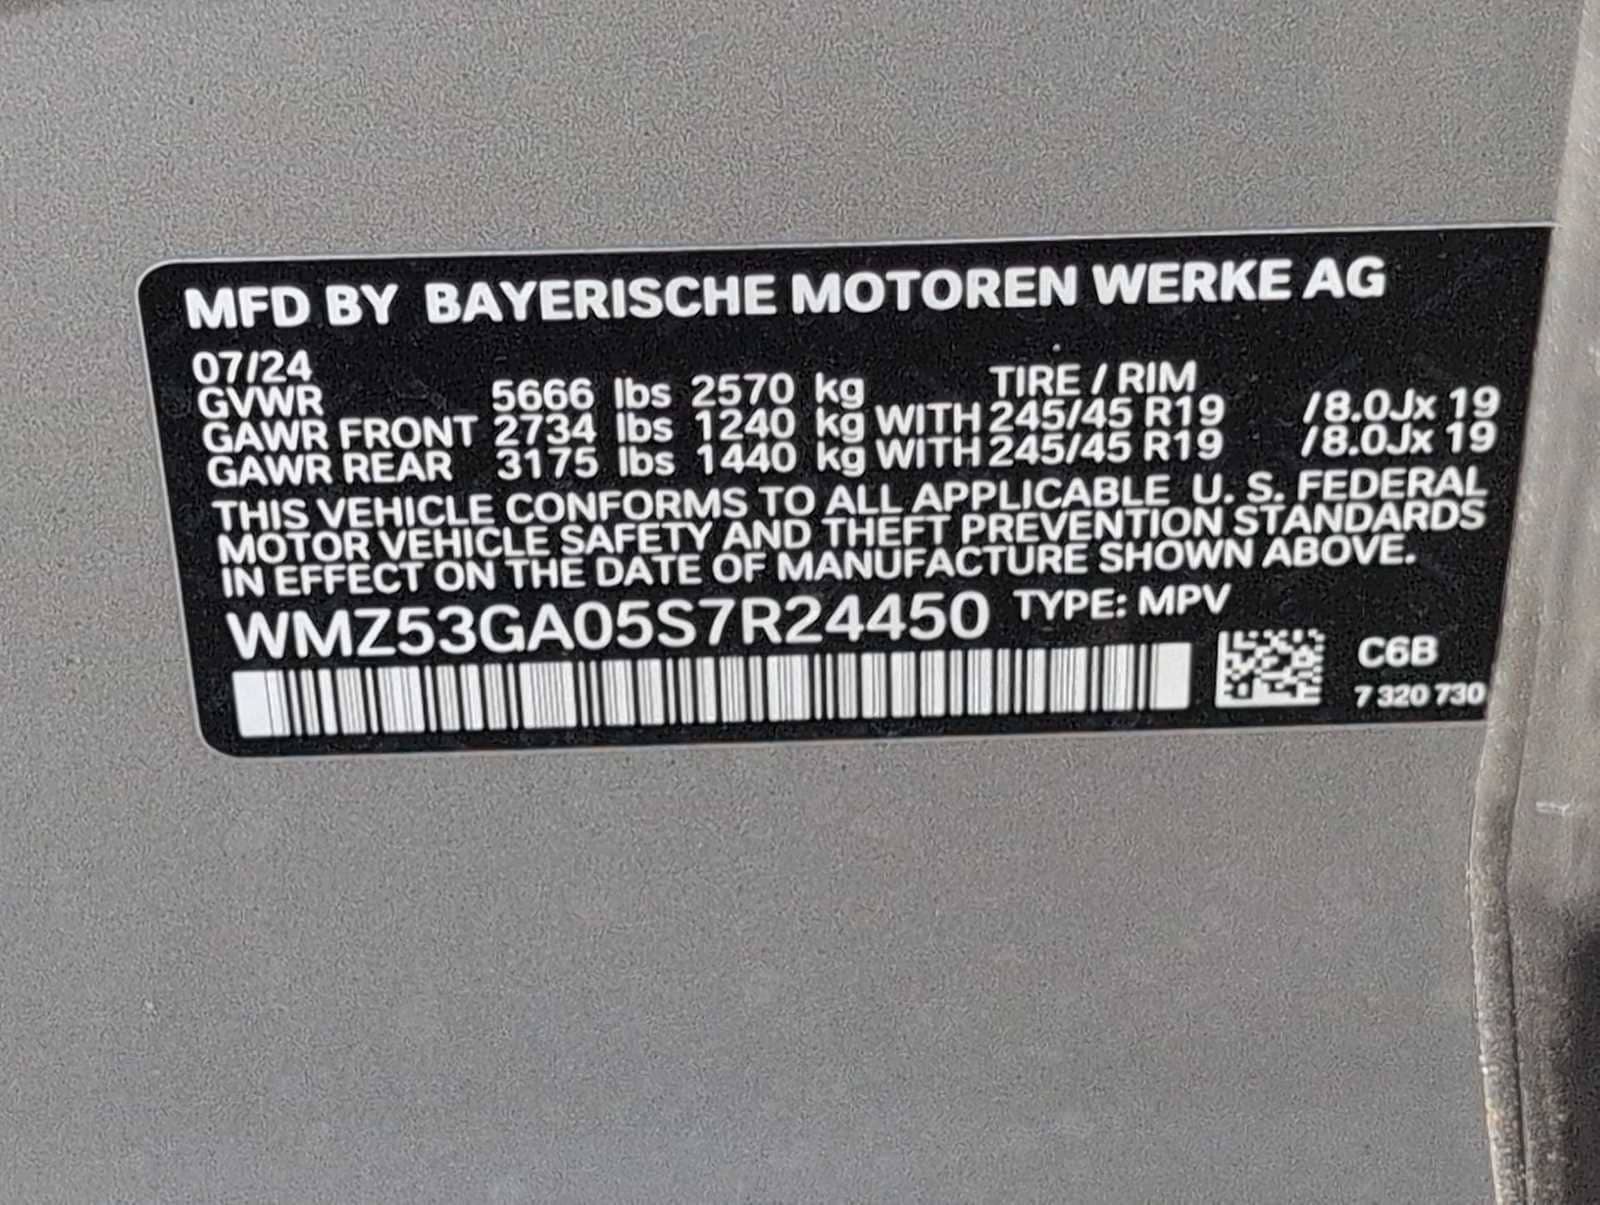 MFD BY BAYERISCHE MOTOREN WERKE AG
07/24 TIRE / RIM
GVWR 5666 lbs 2570 kg
GAWR FRONT 2734 lbs 1240 kg WITH 245/45 R19 /8.0Jx 19
GAWR REAR 3175 lbs 1440 kg WITH 245/45 R19 /8.0Jx 19
THIS VEHICLE CONFORMS TO ALL APPLICABLE U. S. FEDERAL
MOTOR VEHICLE SAFETY AND THEFT PREVENTION STANDARDS
IN EFFECT ON THE DATE OF MANUFACTURE SHOWN ABOVE.
WMZ53GA05S7R24450 TYPE: MPV
C6B
7 320 730